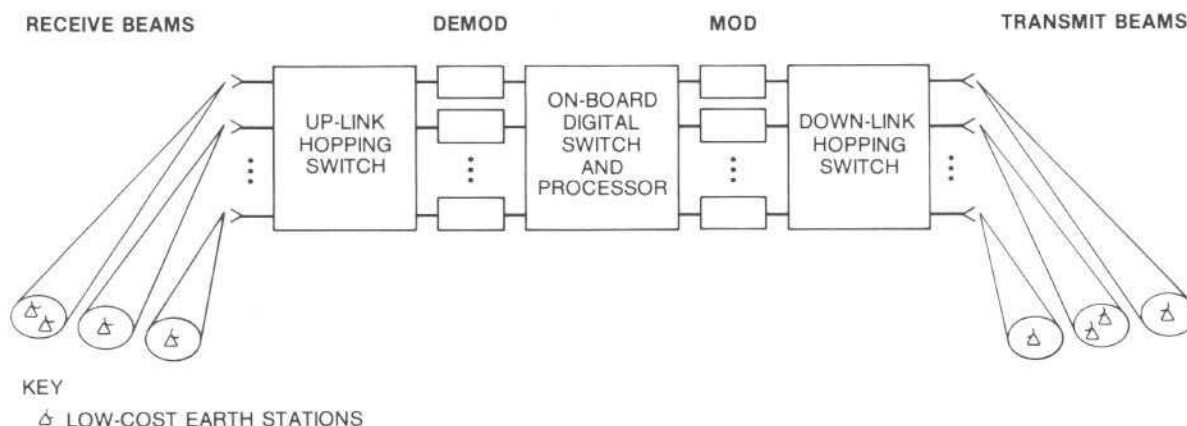 RECEIVE BEAMS
DEMOD
MOD
TRANSMIT BEAMS
UP-LINK
HOPPING
SWITCH
ON-BOARD
DIGITAL
SWITCH
AND
PROCESSOR
DOWN-LINK
HOPPING
SWITCH
KEY
LOW-COST EARTH STATIONS